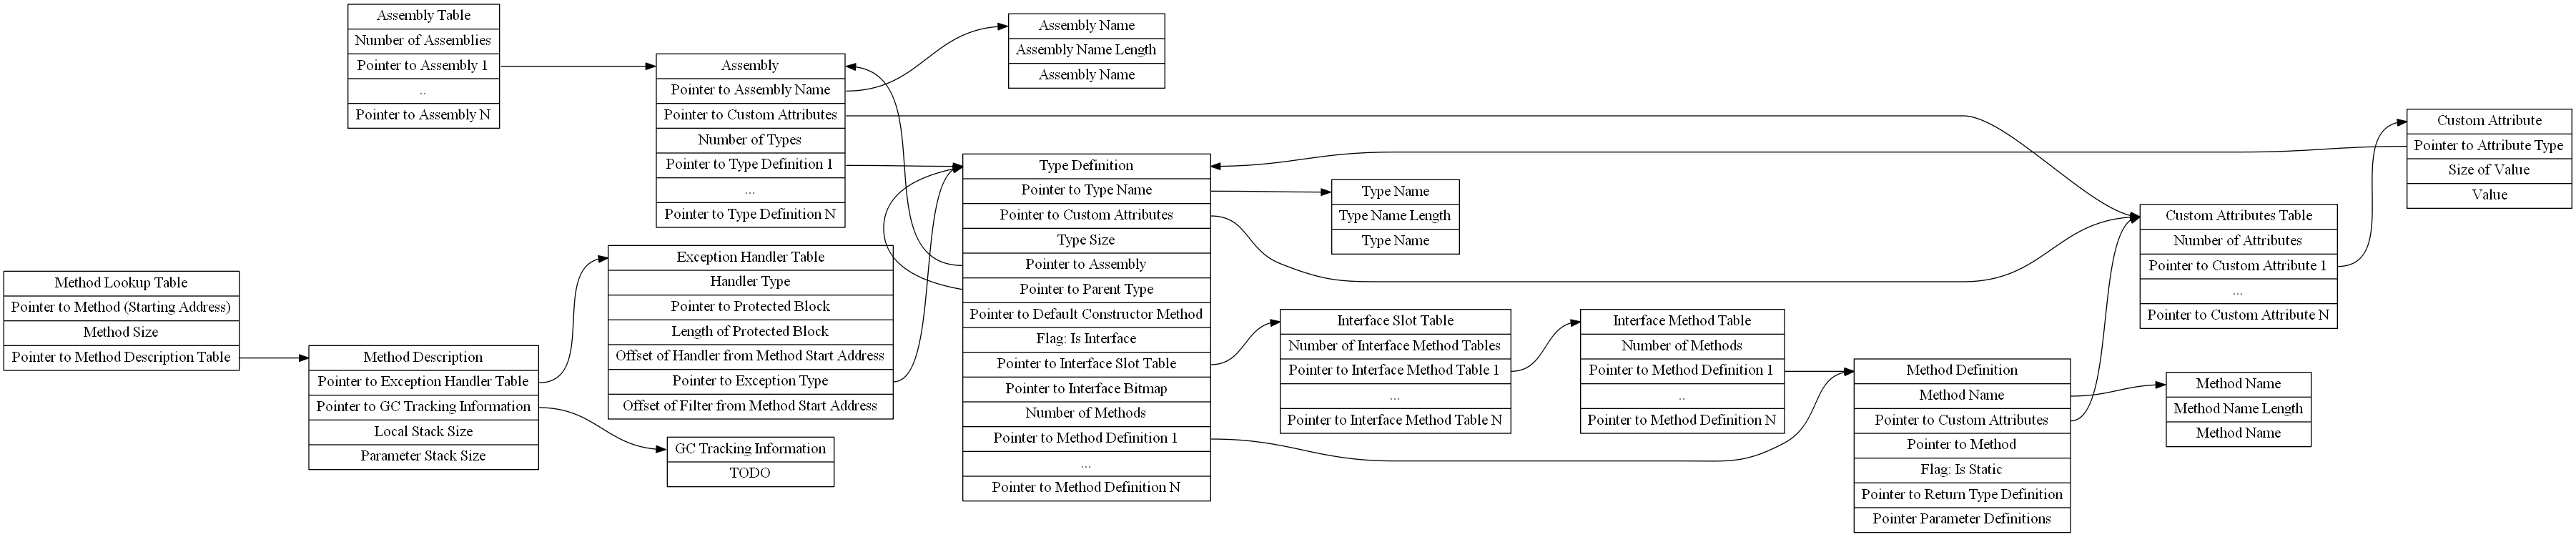 Assembly Table
Number of Assemblies
Pointer to Assembly 1
..
Pointer to Assembly N
Assembly
Pointer to Assembly Name
Pointer to Custom Attributes
Number of Types
Pointer to Type Definition 1
...
Pointer to Type Definition N
Assembly Name
Assembly Name Length
Assembly Name
Method Lookup Table
Pointer to Method (Starting Address)
Method Size
Pointer to Method Description Table
Method Description
Pointer to Exception Handler Table
Pointer to GC Tracking Information
Local Stack Size
Parameter Stack Size
Exception Handler Table
Handler Type
Pointer to Protected Block
Length of Protected Block
Offset of Handler from Method Start Address
Pointer to Exception Type
Offset of Filter from Method Start Address
GC Tracking Information
TODO
Type Definition
Pointer to Type Name
Pointer to Custom Attributes
Type Size
Pointer to Assembly
Pointer to Parent Type
Pointer to Default Constructor Method
Flag: Is Interface
Pointer to Interface Slot Table
Pointer to Interface Bitmap
Number of Methods
Pointer to Method Definition 1
...
Pointer to Method Definition N
Type Name
Type Name Length
Type Name
Interface Slot Table
Number of Interface Method Tables
Pointer to Interface Method Table 1
...
Pointer to Interface Method Table N
Interface Method Table
Number of Methods
Pointer to Method Definition 1
..
Pointer to Method Definition N
Method Definition
Method Name
Pointer to Custom Attributes
Pointer to Method
Flag: Is Static
Pointer to Return Type Definition
Pointer Parameter Definitions
Custom Attributes Table
Number of Attributes
Pointer to Custom Attribute 1
...
Pointer to Custom Attribute N
Method Name
Method Name Length
Method Name
Custom Attribute
Pointer to Attribute Type
Size of Value
Value